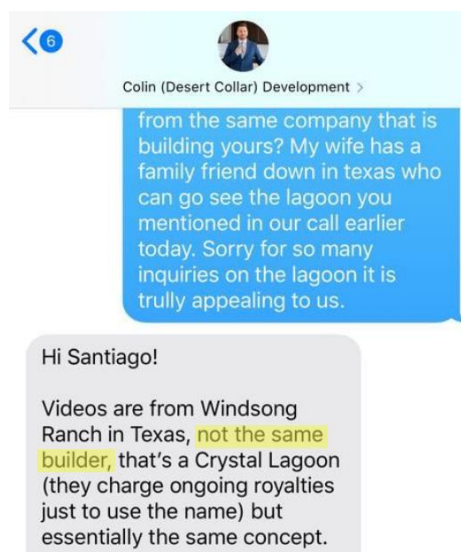 6
Colin (Desert Collar) Development >
from the same company that is
building yours? My wife has a
family friend down in texas who
can go see the lagoon you
mentioned in our call earlier
today. Sorry for so many
inquiries on the lagoon it is
trully appealing to us.
Hi Santiago!
Videos are from Windsong
Ranch in Texas, not the same
builder, that's a Crystal Lagoon
(they charge ongoing royalties
just to use the name) but
essentially the same concept.